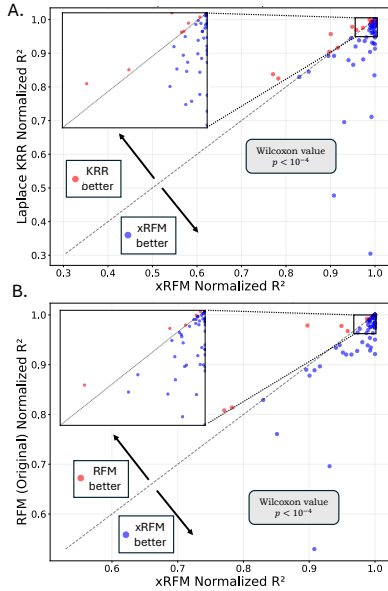 A.
Laplace KRR Normalized R²
1.0
0.9
0.8
0.7
0.6
0.5
0.4
0.3
KRR
better
xRFM
better
Wilcoxon value
p < 10⁻⁴
0.3 0.4 0.5 0.6 0.7 0.8 0.9 1.0
xRFM Normalized R²
B.
RFM (Original) Normalized R²
1.0
0.9
0.8
0.7
0.6
RFM
better
xRFM
better
Wilcoxon value
p < 10⁻⁴
0.6 0.7 0.8 0.9 1.0
xRFM Normalized R²